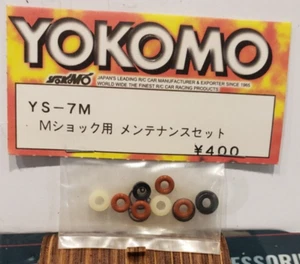 YOKOMO
YOKOMO
JAPAN'S LEADING R/C CAR MANUFACTURER & EXPORTER SINCE
WORLD WIDE THE FINEST R/C CAR RACING PRODUCTS
YS-7M
Mショック用 メンテナンスセット
¥400